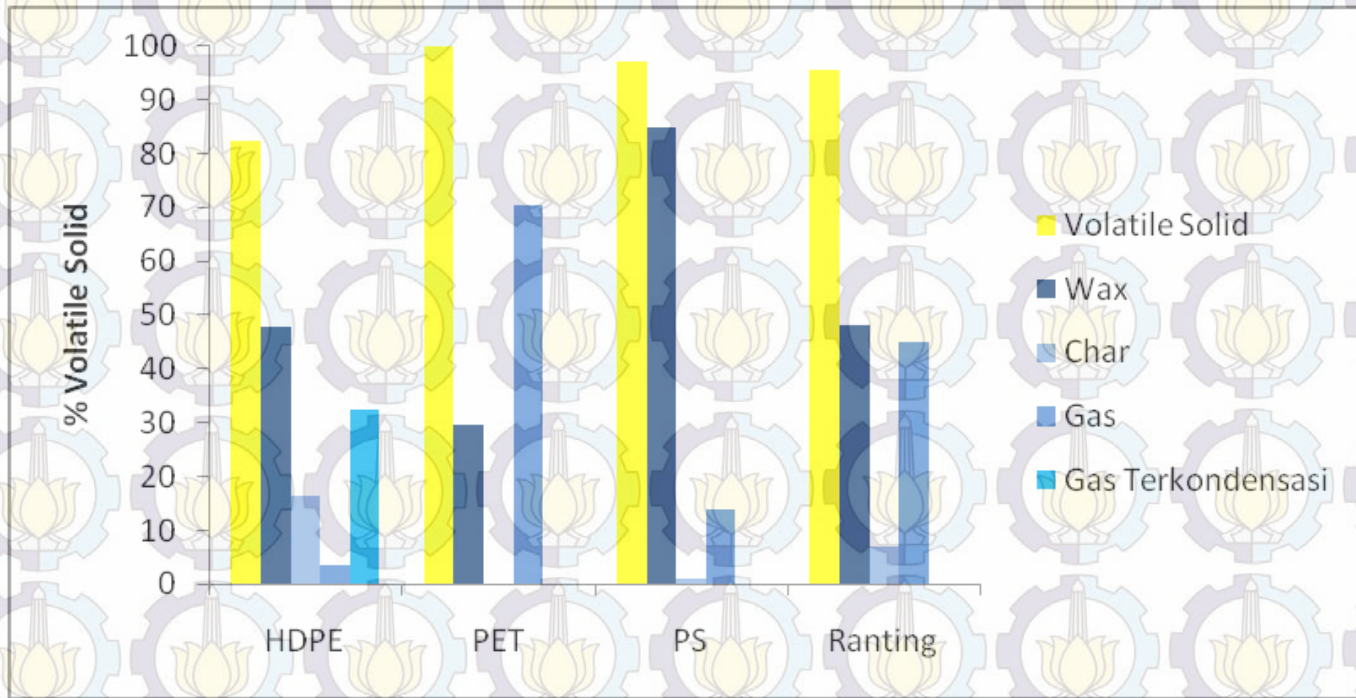 100
90
80
70
60
50
40
30
20
10
0
% Volatile Solid
HDPE PET PS Ranting
Volatile Solid
Wax
Char
Gas
Gas Terkondensasi